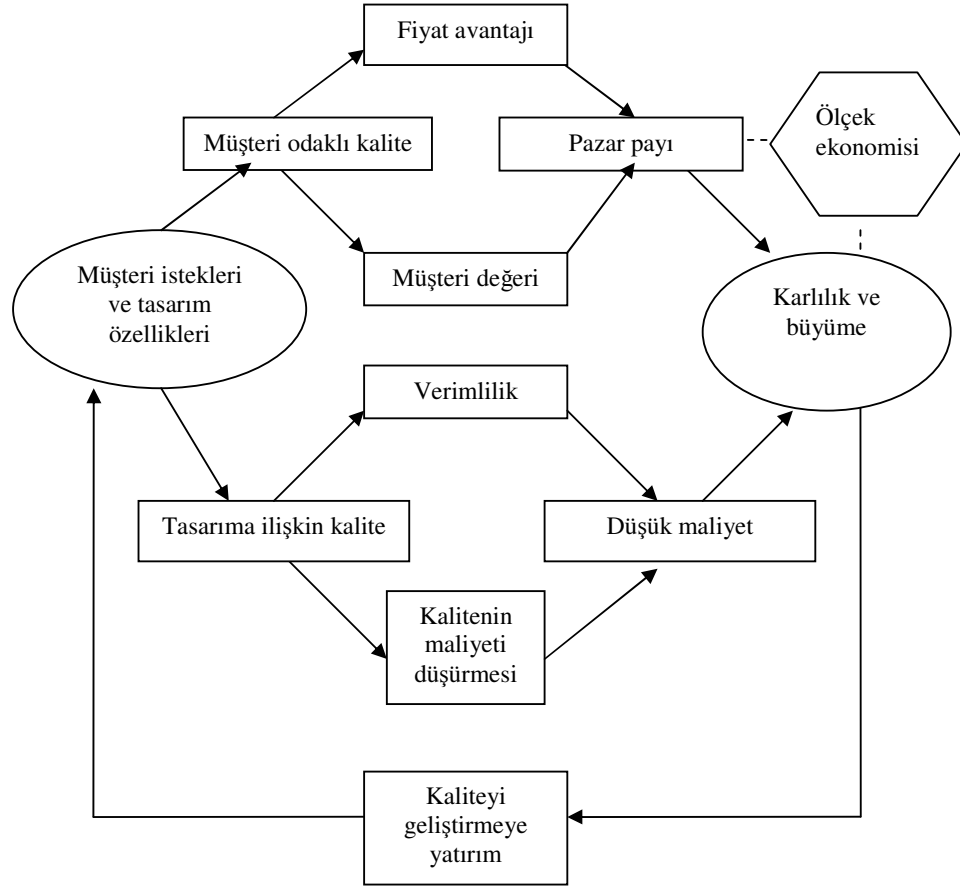 Fiyat avantajı
Müşteri odaklı kalite
Pazar payı
Ölçek
ekonomisi
Müşteri değeri
Müşteri istekleri
ve tasarım
özellikleri
Karlılık ve
büyüme
Verimlilik
Tasarıma ilişkin kalite
Düşük maliyet
Kalitenin
maliyeti
düşürmesi
Kaliteyi
geliştirmeye
yatırım